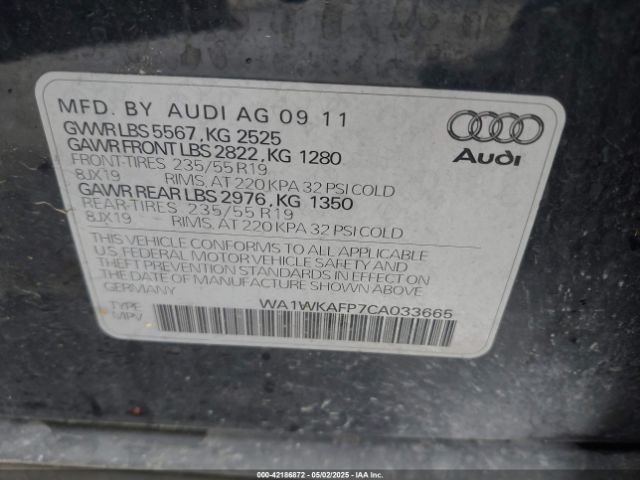 MFD. BY AUDI AG 09 11
GVWR LBS 5567, KG 2525
GAWR FRONT LBS 2822, KG 1280
FRONT-TIRES 235/55 R19
8JX19 RIMS, AT 220 KPA 32 PSI COLD
GAWR REAR LBS 2976, KG 1350
REAR-TIRES 235/55 R19
8JX19 RIMS, AT 220 KPA 32 PSI COLD
THIS VEHICLE CONFORMS TO ALL APPLICABLE
U.S. FEDERAL MOTOR VEHICLE SAFETY AND
THEFT PREVENTION STANDARDS IN EFFECT ON
THE DATE OF MANUFACTURE SHOWN ABOVE
GERMANY
WA1WKAFP7CA033665
TYPE
MPV
Audi
000-42186872 - 05/02/2025 - IAA Inc.